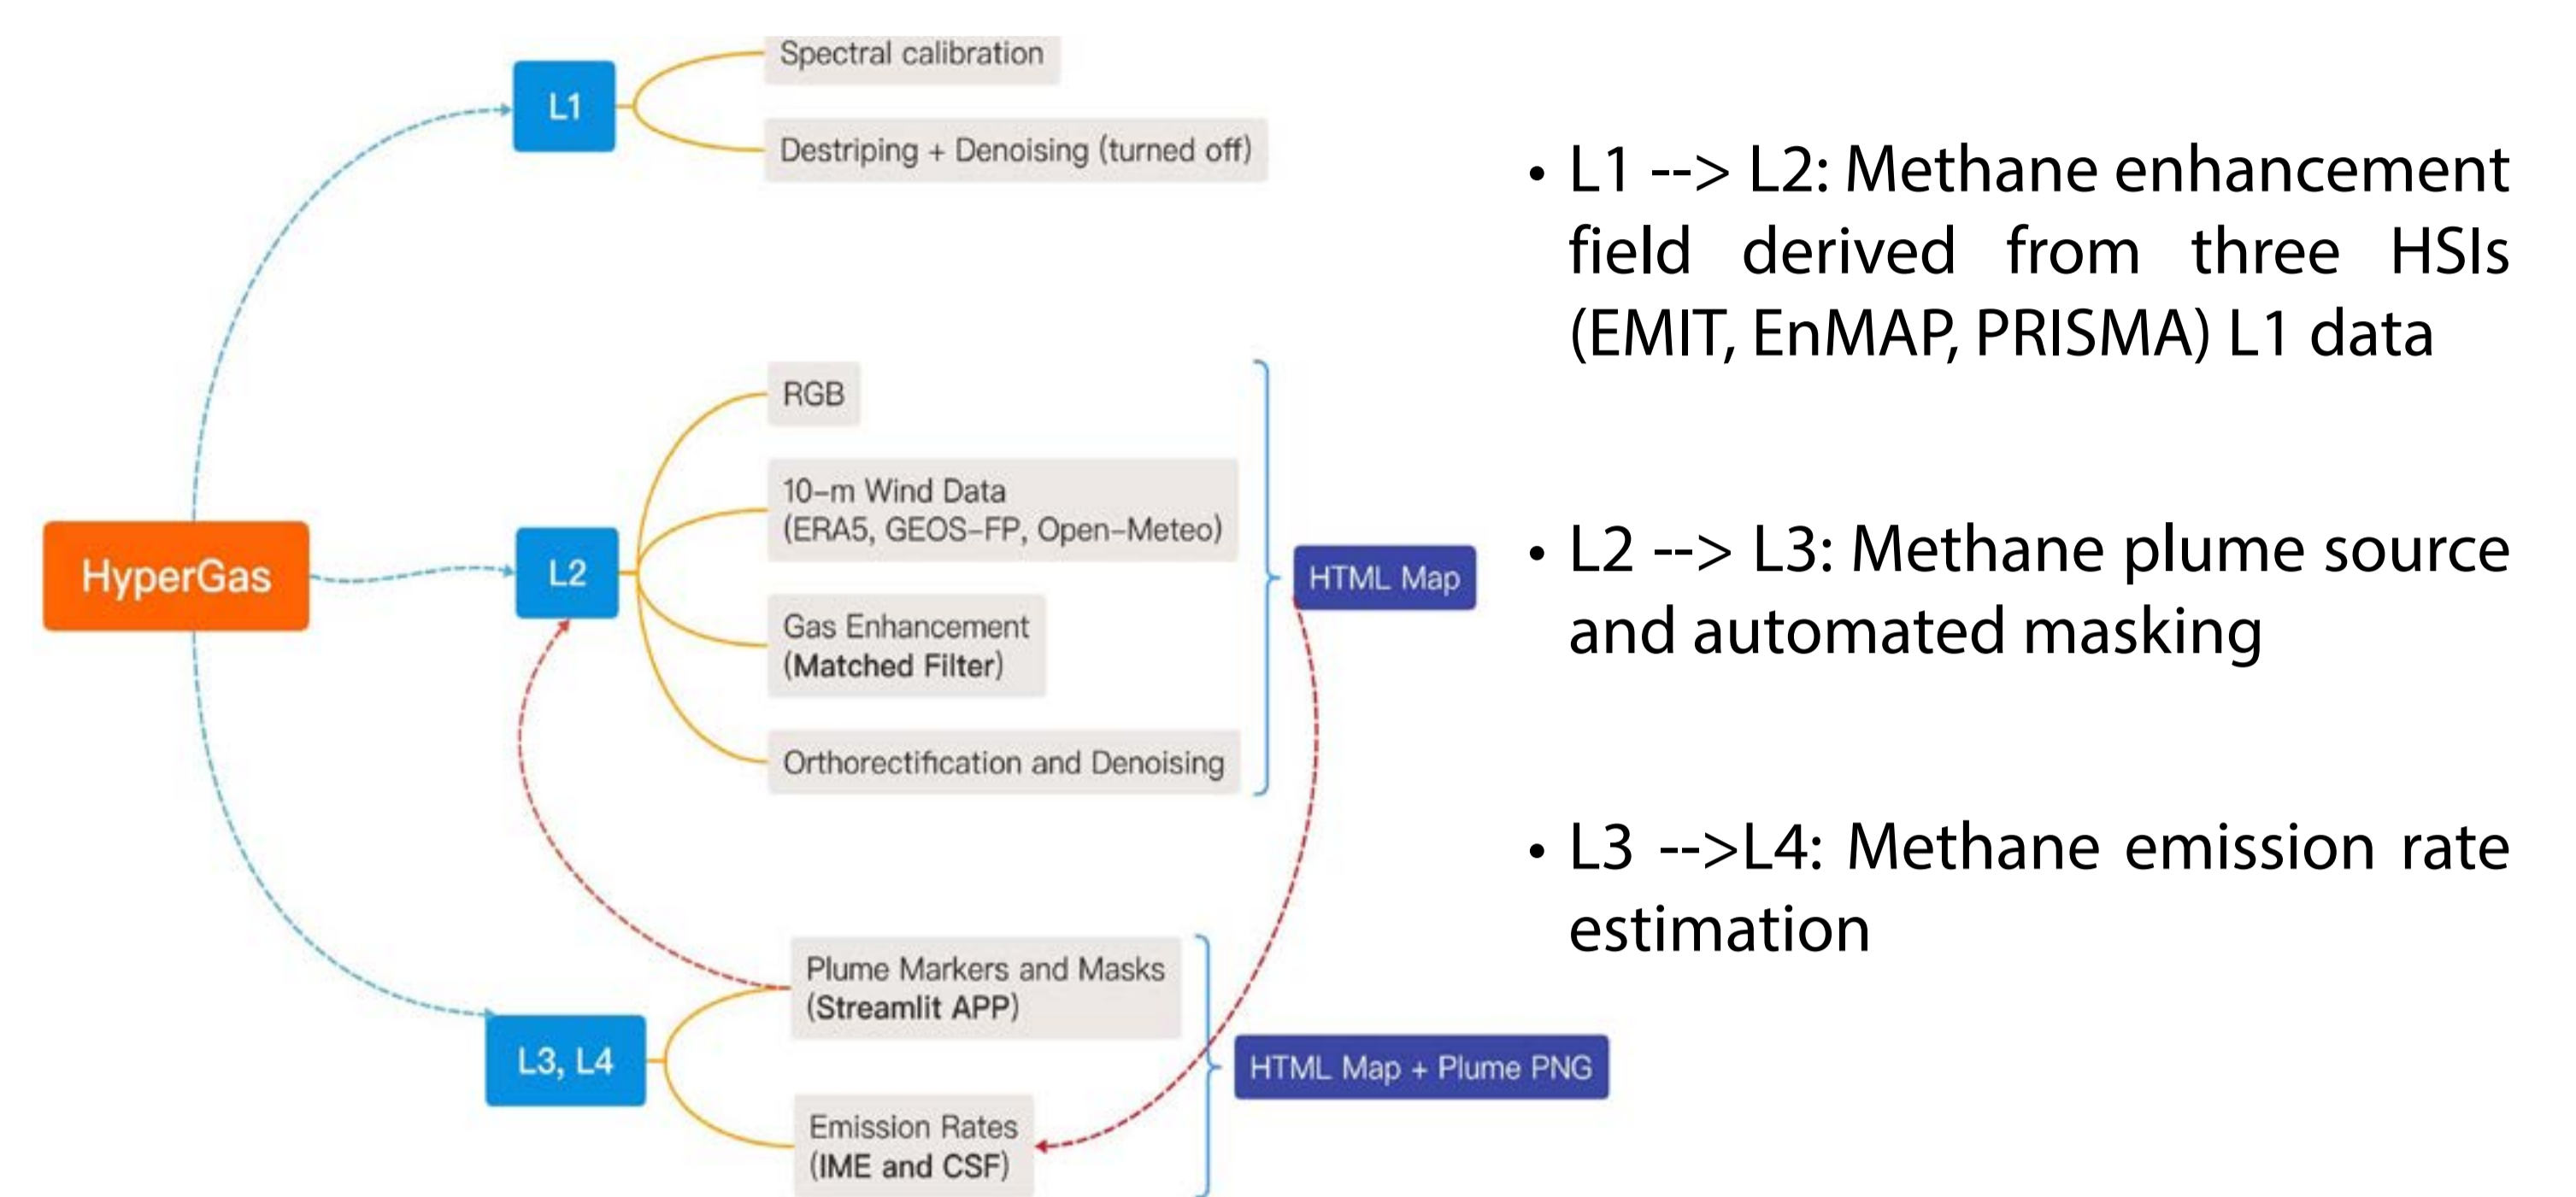 Spectral calibration
L1
Destriping + Denoising (turned off)
RGB
10-m Wind Data
(ERA5, GEOS-FP, Open-Meteo)
HyperGas
L2
HTML Map
Gas Enhancement
(Matched Filter)
Orthorectification and Denoising
Plume Markers and Masks
(Streamlit APP)
L3, L4
HTML Map + Plume PNG
Emission Rates
(IME and CSF)
• L1 --> L2: Methane enhancement
field derived from three HSIs
(EMIT, EnMAP, PRISMA) L1 data
• L2 --> L3: Methane plume source
and automated masking
• L3 -->L4: Methane emission rate
estimation